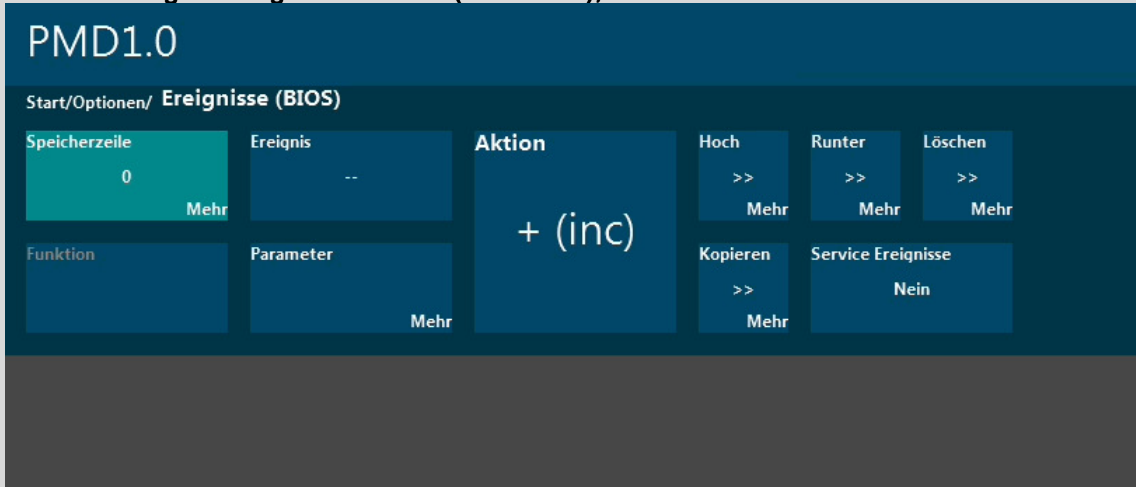 PMD1.0
Start/Optionen/ Ereignisse (BIOS)
Speicherzeile
0
Mehr
Ereignis
--
Aktion
+ (inc)
Hoch
>>
Mehr
Runter
>>
Mehr
Löschen
>>
Mehr
Funktion
Parameter
Mehr
Kopieren
>>
Mehr
Service Ereignisse
Nein